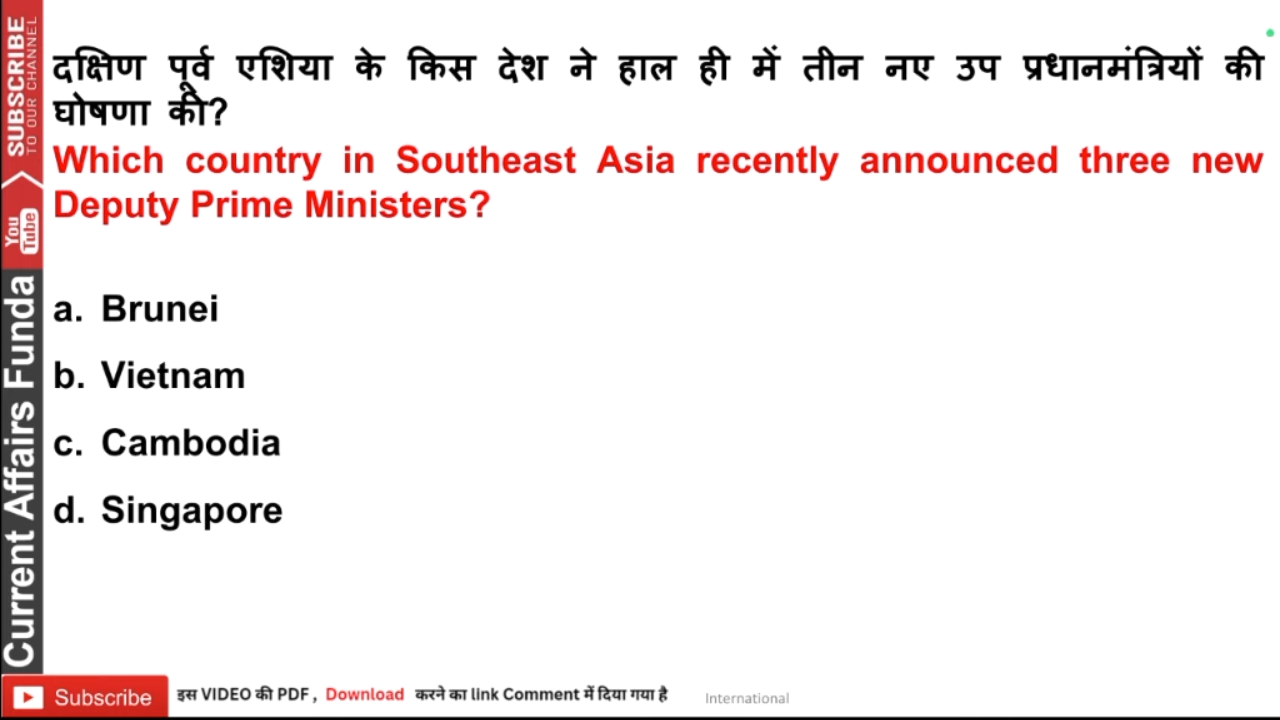 दक्षिण पूर्व एशिया के किस देश ने हाल ही में तीन नए उप प्रधानमंत्रियों की
घोषणा की?
Which country in Southeast Asia recently announced three new
Deputy Prime Ministers?
a. Brunei
b. Vietnam
c. Cambodia
d. Singapore
SUBSCRIBE
TO OUR CHANNEL
You
Tube
Current Affairs Funda
Subscribe
इस VIDEO की PDF , Download करने का link Comment में दिया गया है
International